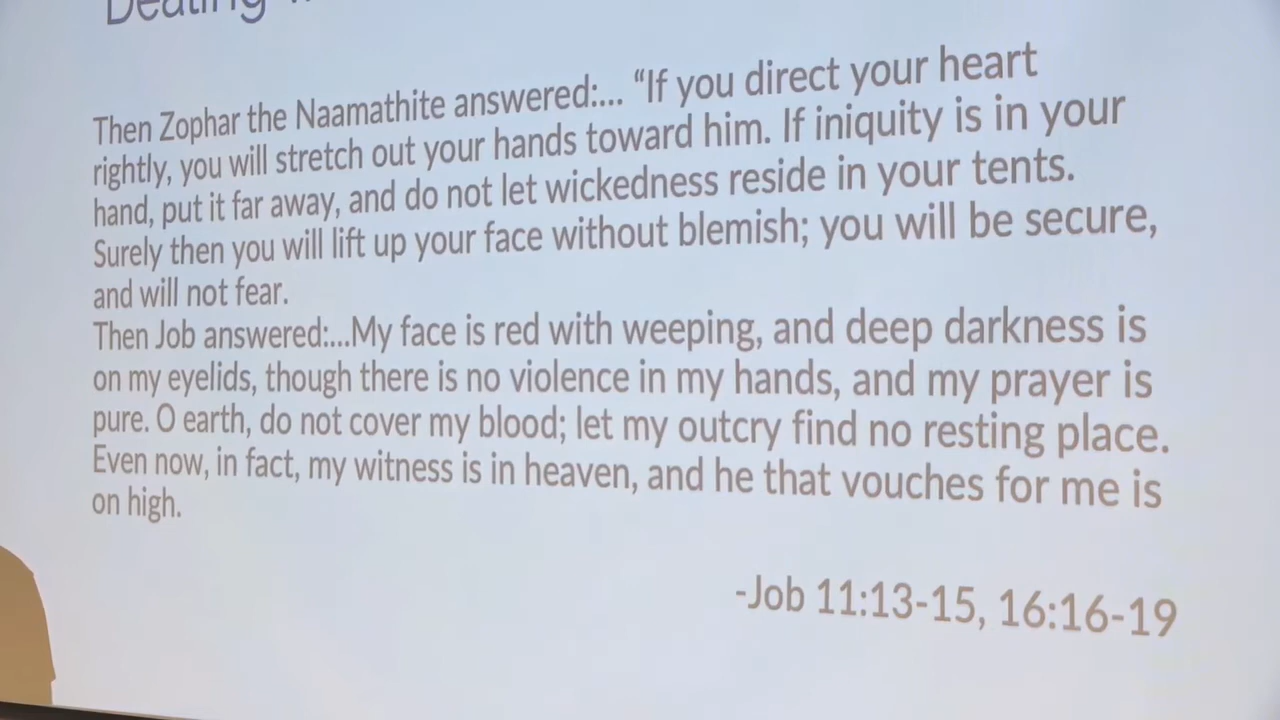 Then Zophar the Naamathite answered:... “If you direct your heart
rightly, you will stretch out your hands toward him. If iniquity is in your
hand, put it far away, and do not let wickedness reside in your tents.
Surely then you will lift up your face without blemish; you will be secure,
and will not fear.
Then Job answered:...My face is red with weeping, and deep darkness is
on my eyelids, though there is no violence in my hands, and my prayer is
pure. O earth, do not cover my blood; let my outcry find no resting place.
Even now, in fact, my witness is in heaven, and he that vouches for me is
on high.
-Job 11:13-15, 16:16-19